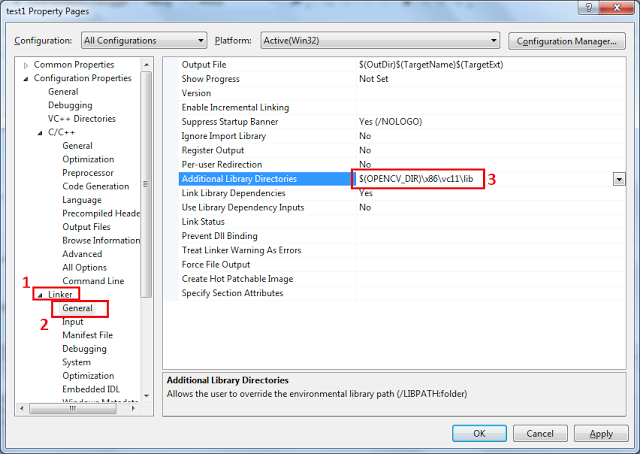 test1 Property Pages
Configuration: All Configurations Platform: Active(Win32) Configuration Manager...
Common Properties
Configuration Properties
General
Debugging
VC++ Directories
C/C++
General
Optimization
Preprocessor
Code Generation
Language
Precompiled Heade
Output Files
Browse Information
Advanced
All Options
Command Line
1 Linker
General
2 Input
Manifest File
Debugging
System
Optimization
Embedded IDL
Windows Metadata
Output File $(OutDir)$(TargetName)$(TargetExt)
Show Progress Not Set
Version
Enable Incremental Linking
Suppress Startup Banner Yes (/NOLOGO)
Ignore Import Library No
Register Output No
Per-user Redirection No
Additional Library Directories $(OPENCV_DIR)\x86\vc11\lib 3
Link Library Dependencies Yes
Use Library Dependency Inputs No
Link Status
Prevent Dll Binding
Treat Linker Warning As Errors
Force File Output
Create Hot Patchable Image
Specify Section Attributes
Additional Library Directories
Allows the user to override the environmental library path (/LIBPATH:folder)
OK Cancel Apply